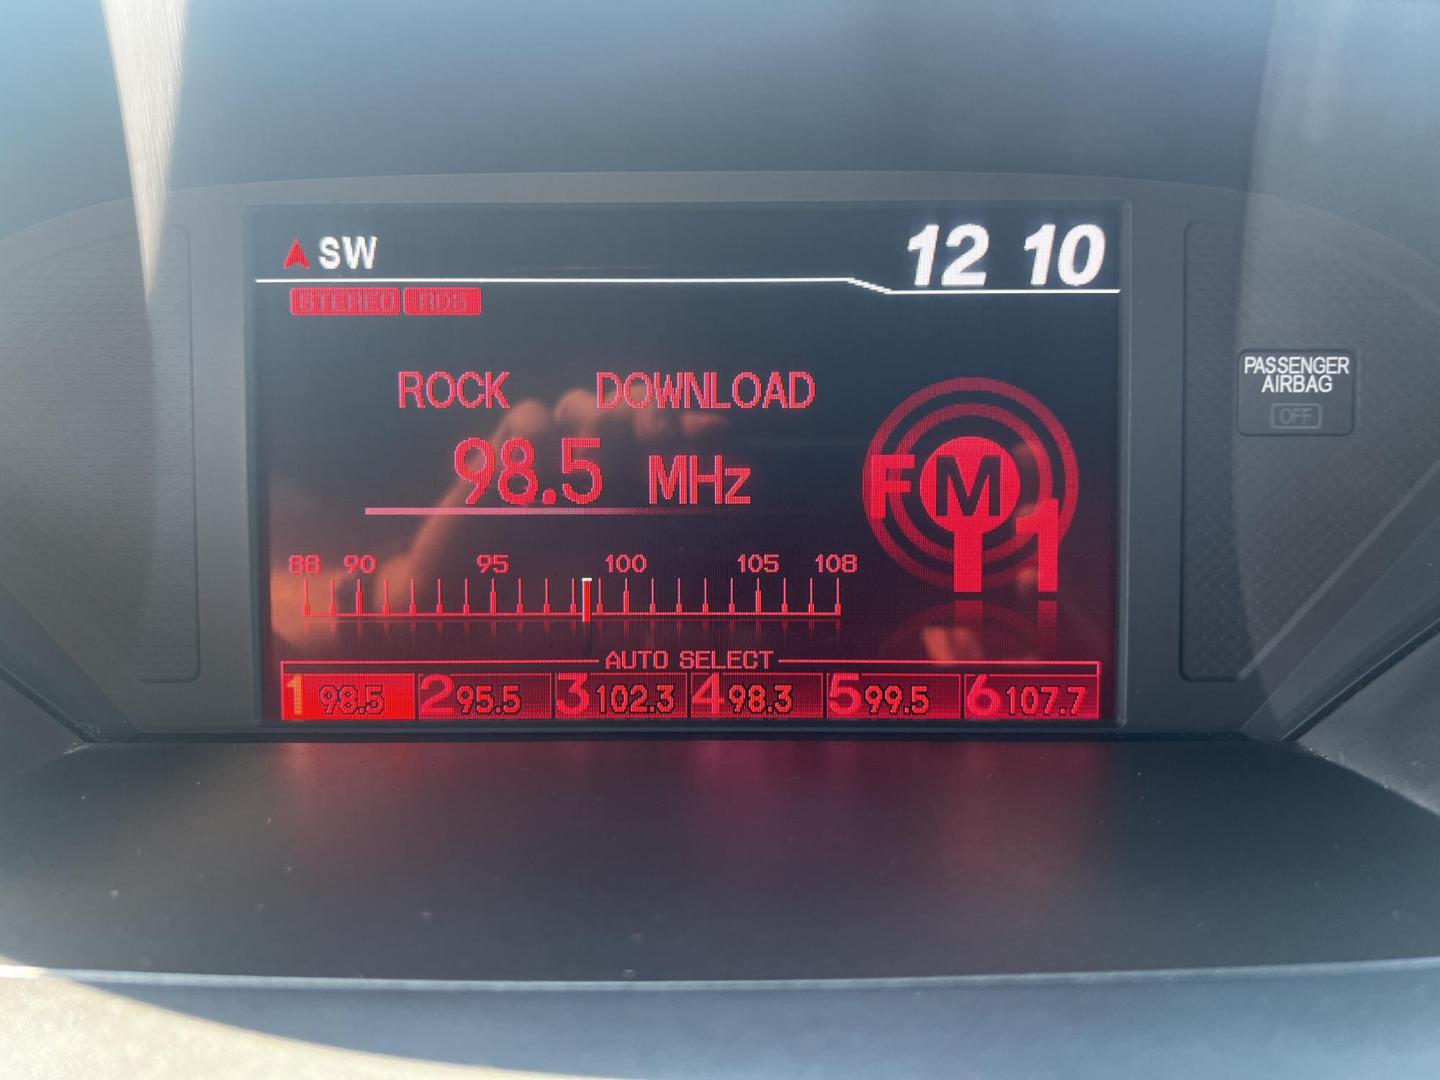 SW
12 10
STEREO RDS
ROCK DOWNLOAD
98.5 MHz
FM1
88 90 95 100 105 108
AUTO SELECT
1 98.5 2 95.5 3 102.3 4 98.3 5 99.5 6 107.7
PASSENGER
AIRBAG
OFF